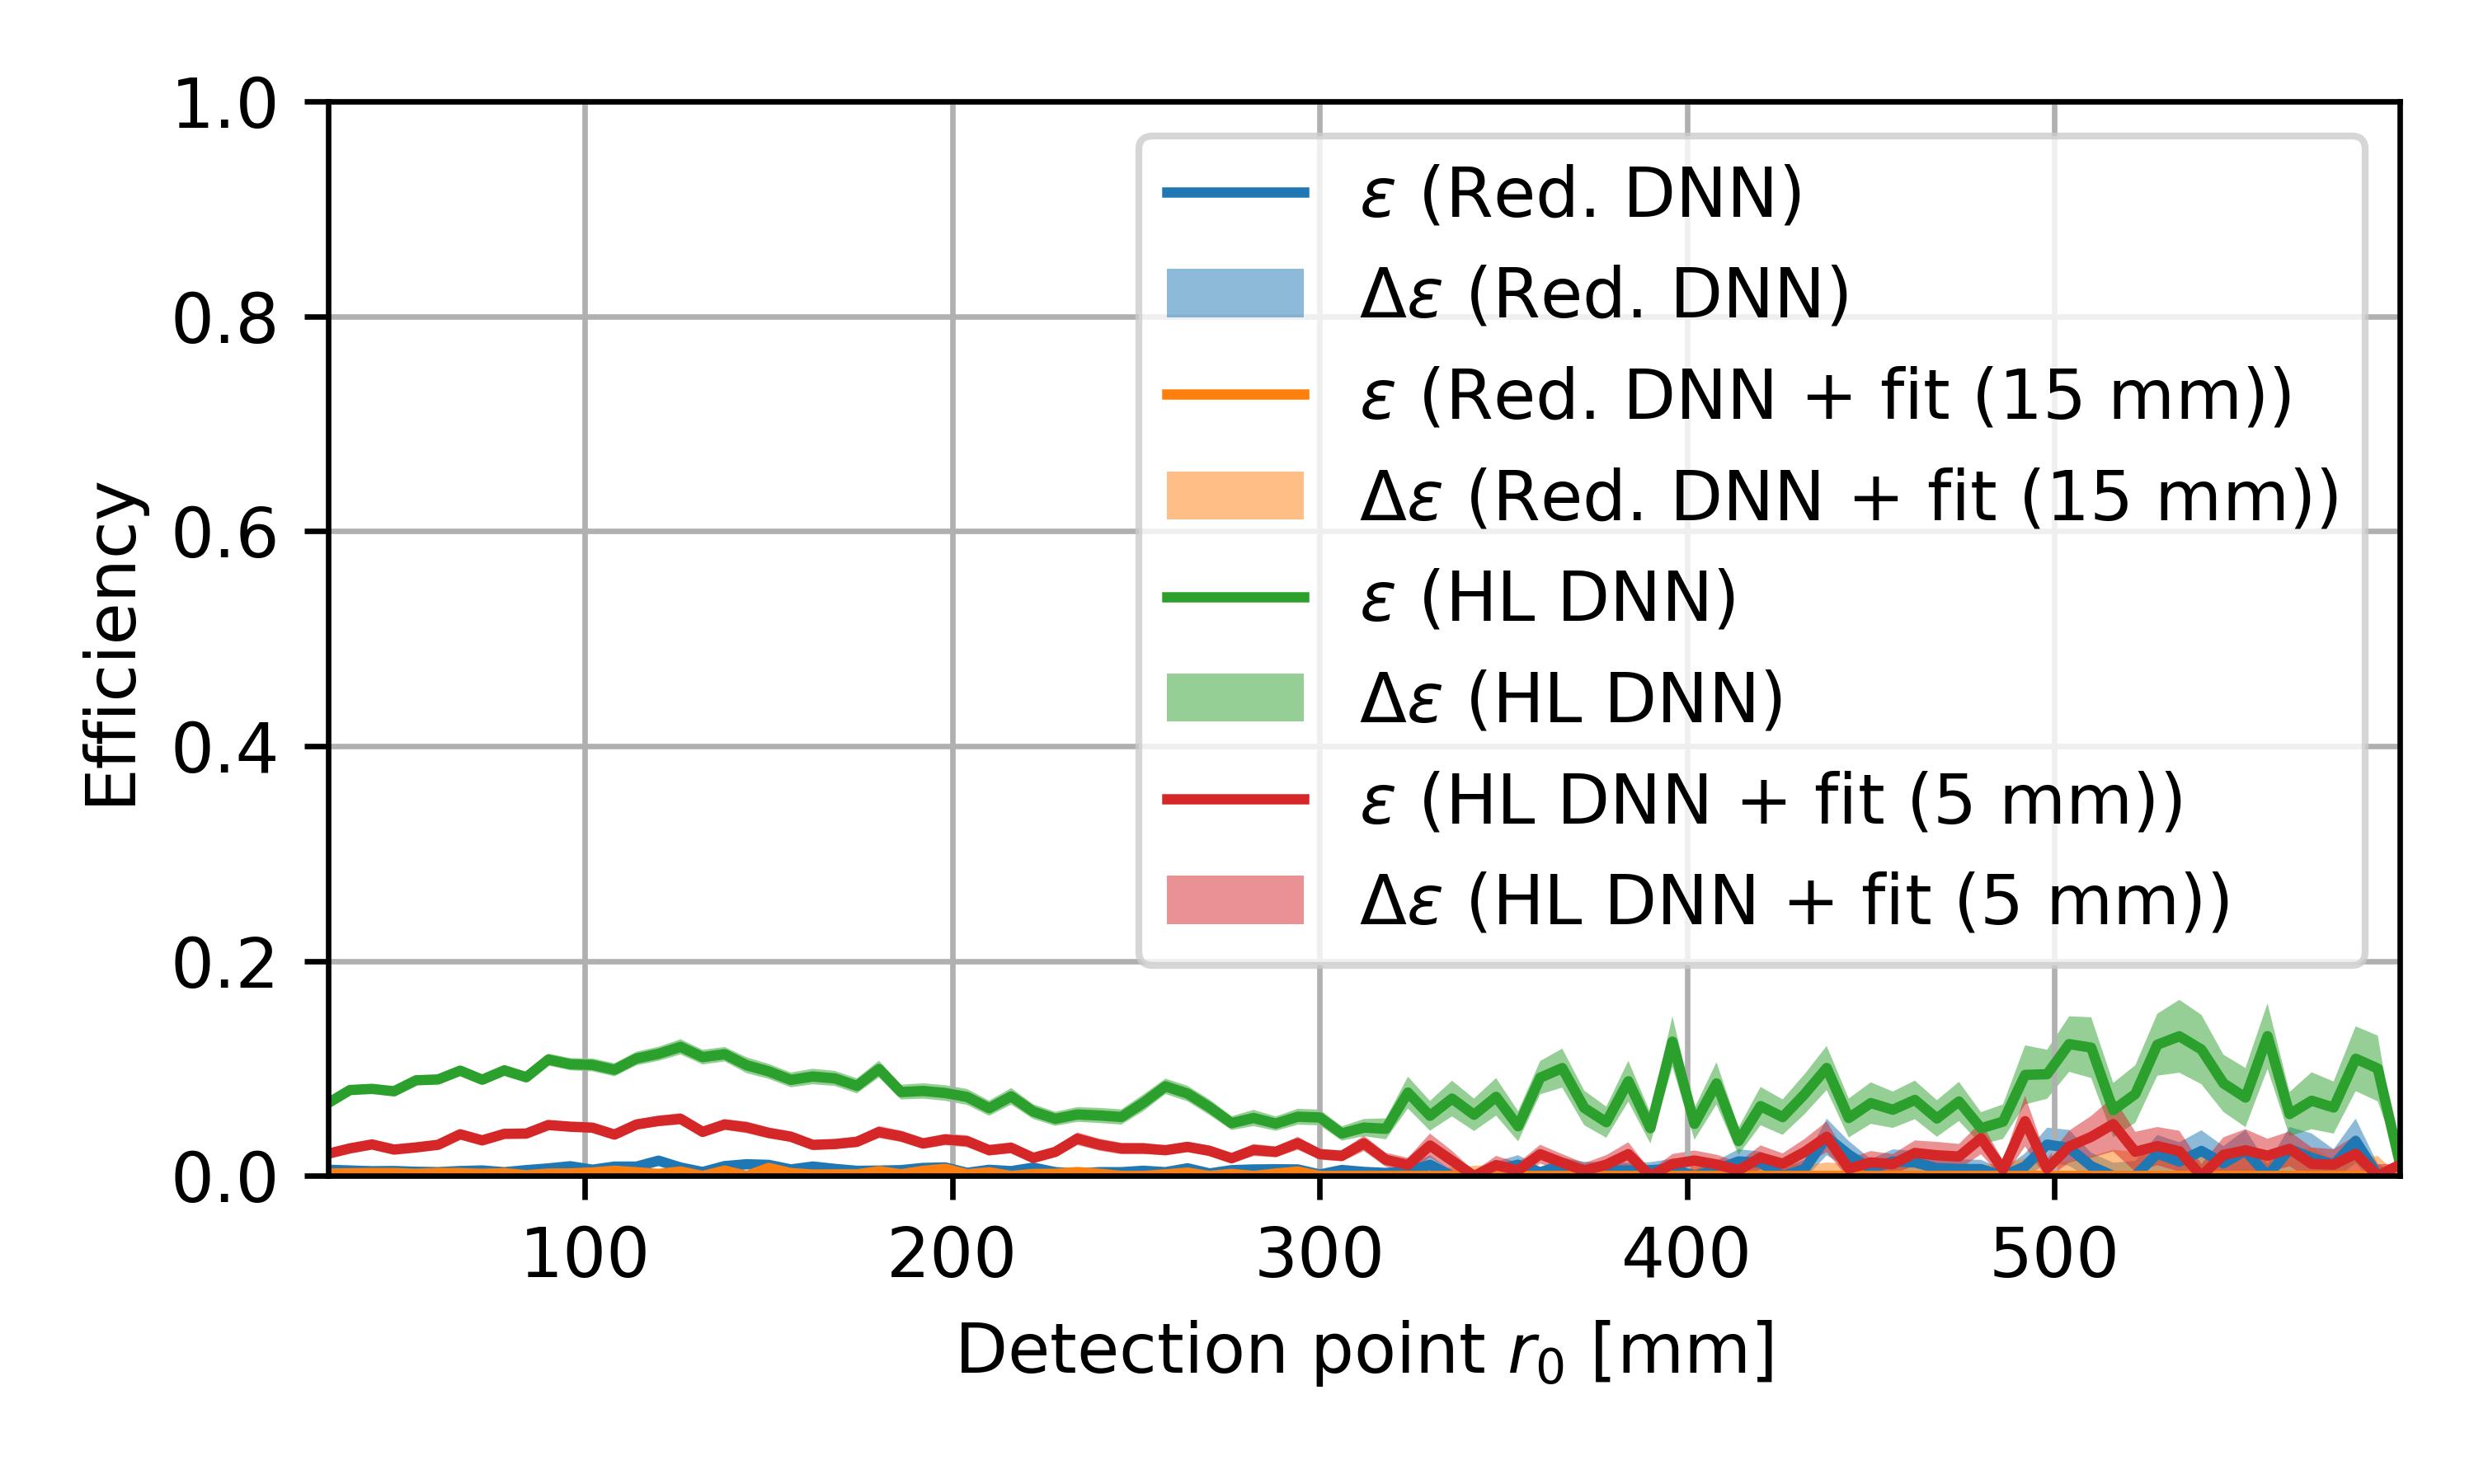 1.0
0.8
0.6
0.4
0.2
0.0
Efficiency
ε (Red. DNN)
Δε (Red. DNN)
ε (Red. DNN + fit (15 mm))
Δε (Red. DNN + fit (15 mm))
ε (HL DNN)
Δε (HL DNN)
ε (HL DNN + fit (5 mm))
Δε (HL DNN + fit (5 mm))
100 200 300 400 500
Detection point r₀ [mm]